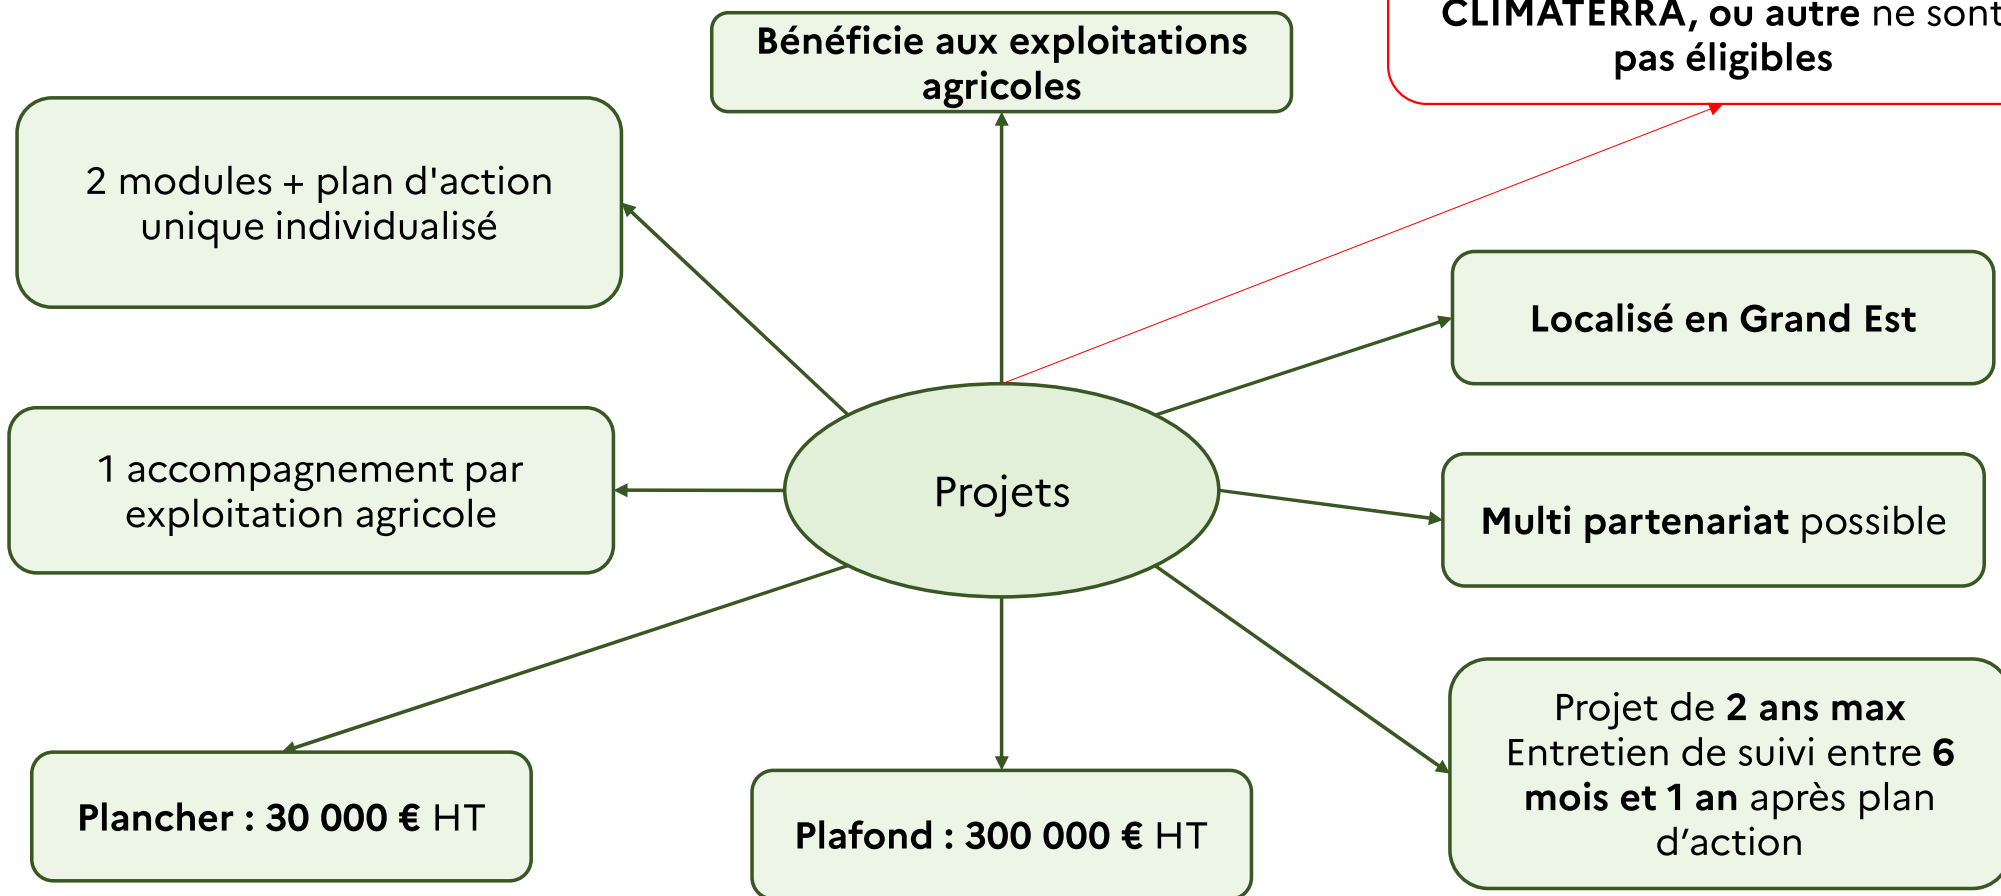 CLIMATERRA, ou autre ne sont
pas éligibles
Bénéficie aux exploitations
agricoles
2 modules + plan d'action
unique individualisé
Localisé en Grand Est
1 accompagnement par
exploitation agricole
Projets
Multi partenariat possible
Plancher : 30 000 € HT
Plafond : 300 000 € HT
Projet de 2 ans max
Entretien de suivi entre 6
mois et 1 an après plan
d’action